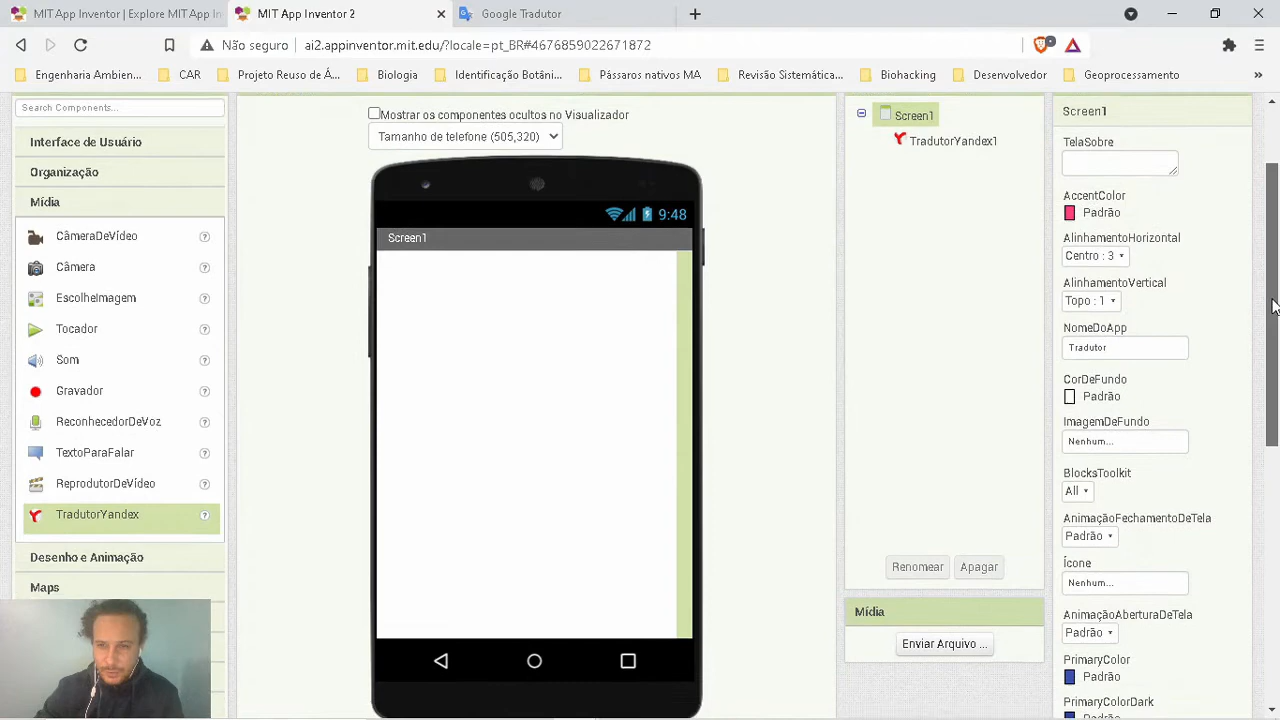 MIT App Inventor | Explore MIT App In
MIT App Inventor 2
Google Tradutor
Não seguro
ai2.appinventor.mit.edu/?locale=pt_BR#4676859022671872
Engenharia Ambien...
CAR
Projeto Reuso de Á...
Biologia
Identificação Botâni...
Pássaros nativos MA
Revisão Sistemática...
Biohacking
Desenvolvedor
Geoprocessamento
»
Search Components...
Interface de Usuário
Organização
Mídia
CâmeraDeVídeo
Câmera
EscolheImagem
Tocador
Som
Gravador
ReconhecedorDeVoz
TextoParaFalar
ReprodutorDeVídeo
TradutorYandex
Desenho e Animação
Maps
Mostrar os componentes ocultos no Visualizador
Tamanho de telefone (505,320)
9:48
Screen1
Screen1
TradutorYandex1
Renomear
Apagar
Mídia
Enviar Arquivo ...
Screen1
TelaSobre
AccentColor
Padrão
AlinhamentoHorizontal
Centro : 3
AlinhamentoVertical
Topo : 1
NomeDoApp
Tradutor
CorDeFundo
Padrão
ImagemDeFundo
Nenhum...
BlocksToolkit
All
AnimaçãoFechamentoDeTela
Padrão
Ícone
Nenhum...
AnimaçãoAberturaDeTela
Padrão
PrimaryColor
Padrão
PrimaryColorDark
Padrão